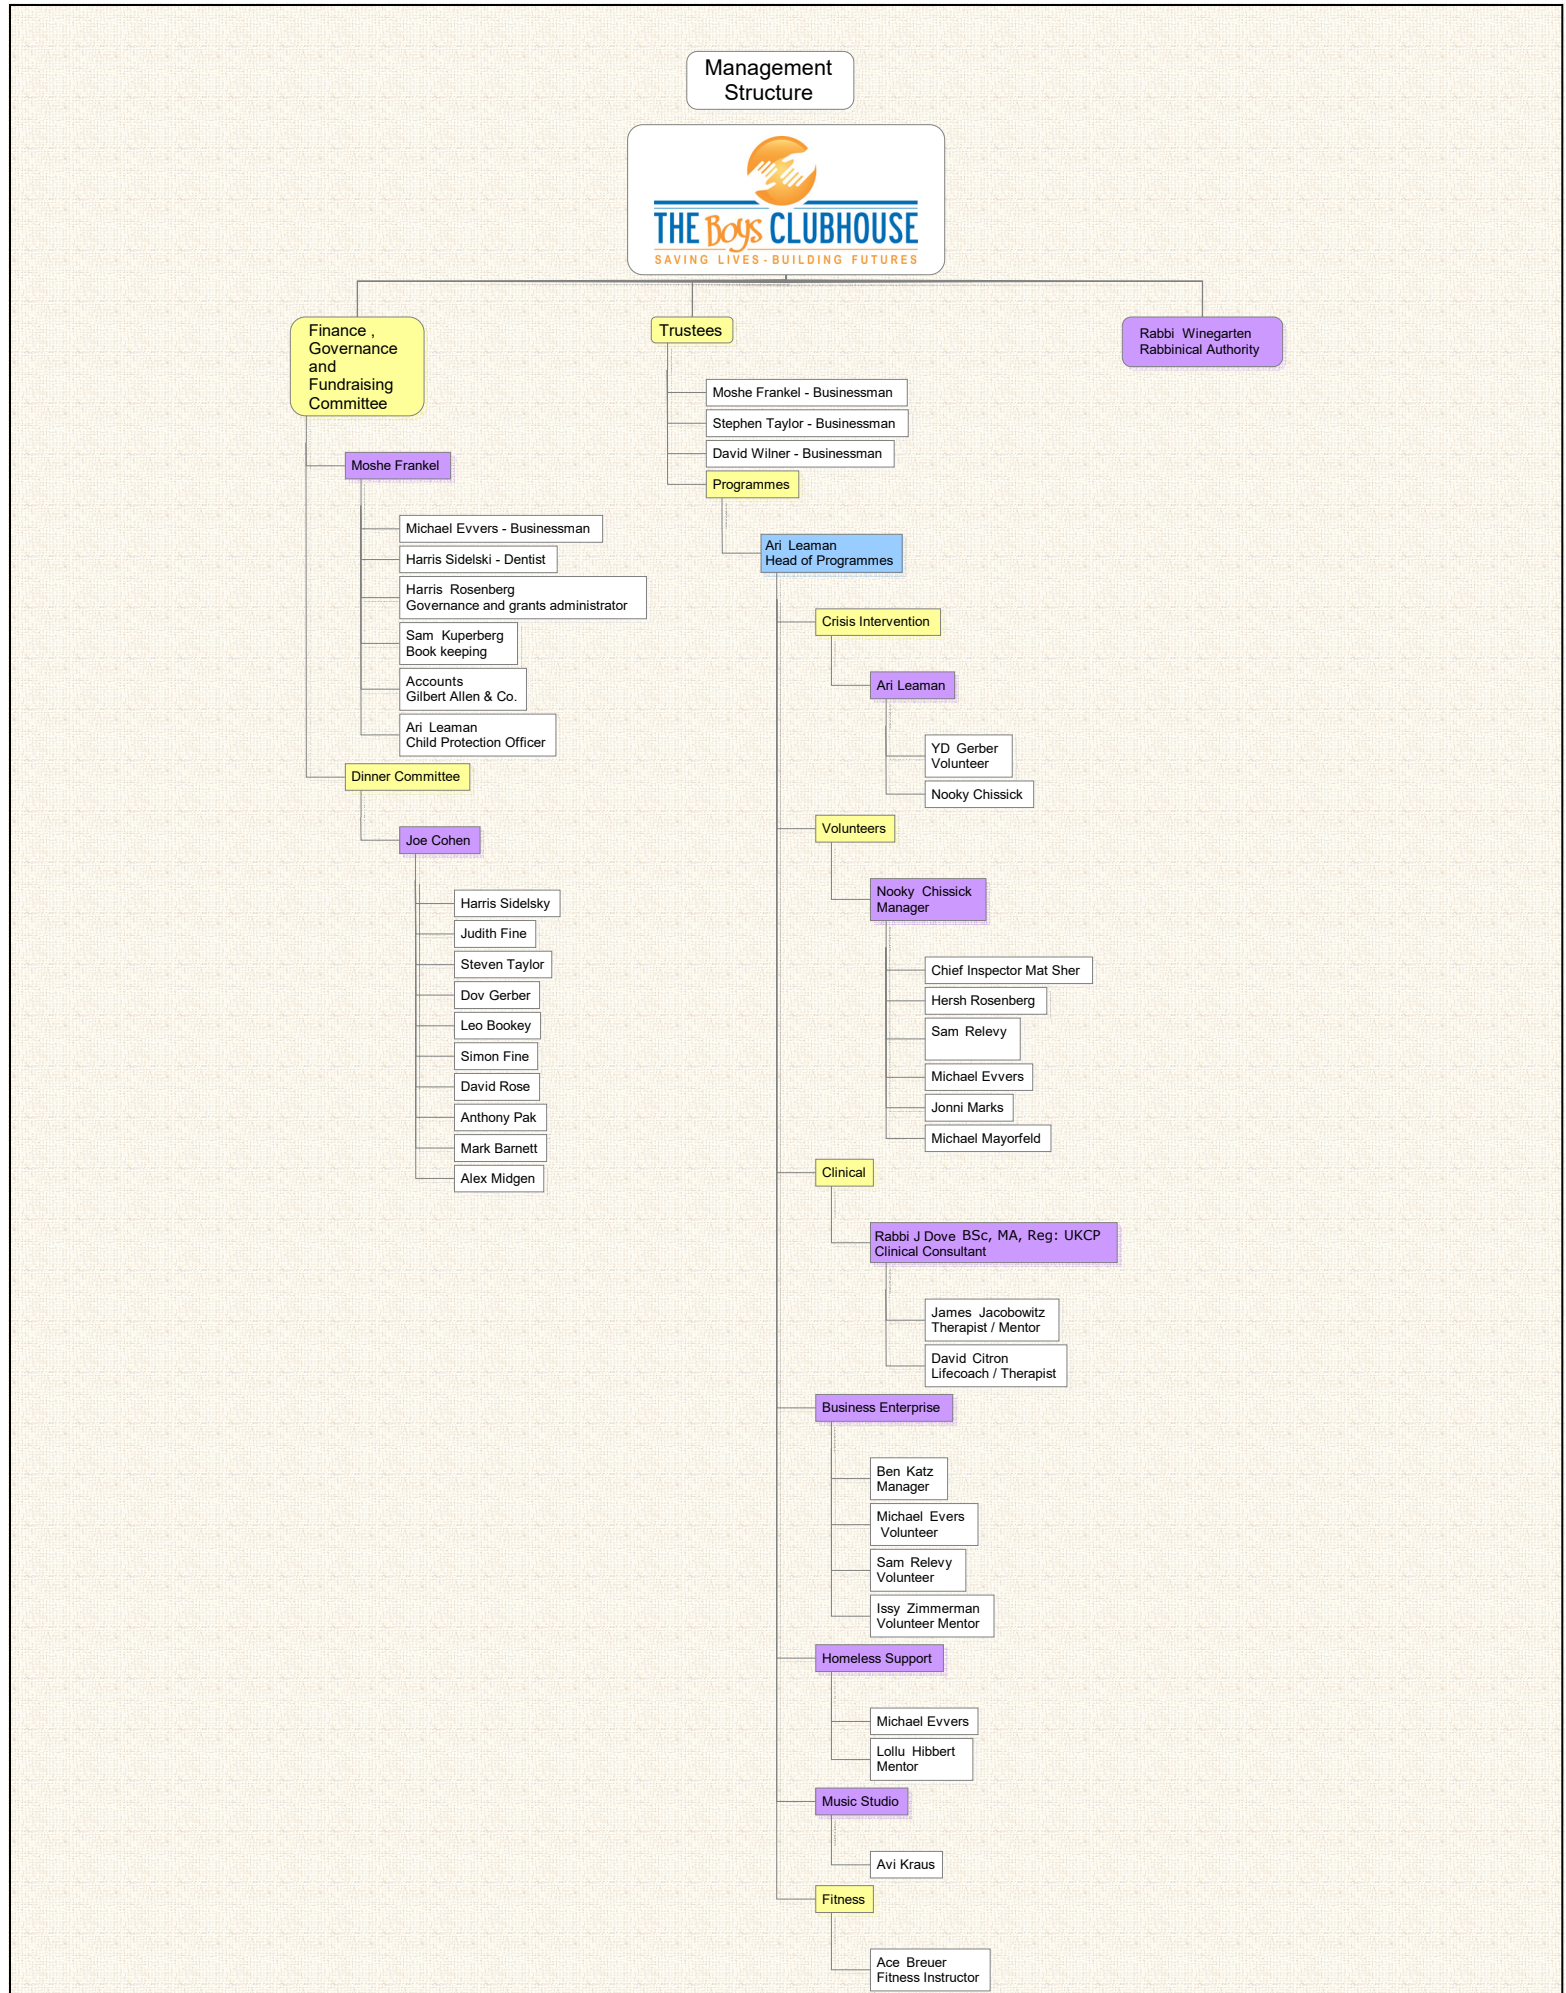 Management
Structure
THE Boys CLUBHOUSE
SAVING LIVES - BUILDING FUTURES
Finance ,
Governance
and
Fundraising
Committee
Moshe Frankel
Michael Evvers - Businessman
Harris Sidelski - Dentist
Harris Rosenberg
Governance and grants administrator
Sam Kuperberg
Book keeping
Accounts
Gilbert Allen & Co.
Ari Leaman
Child Protection Officer
Dinner Committee
Joe Cohen
Harris Sidelsky
Judith Fine
Steven Taylor
Dov Gerber
Leo Bookey
Simon Fine
David Rose
Anthony Pak
Mark Barnett
Alex Midgen
Trustees
Moshe Frankel - Businessman
Stephen Taylor - Businessman
David Wilner - Businessman
Programmes
Ari Leaman
Head of Programmes
Crisis Intervention
Ari Leaman
YD Gerber
Volunteer
Nooky Chissick
Volunteers
Nooky Chissick
Manager
Chief Inspector Mat Sher
Hersh Rosenberg
Sam Relevy
Michael Evvers
Jonni Marks
Michael Mayorfeld
Clinical
Rabbi J Dove BSc, MA, Reg: UKCP
Clinical Consultant
James Jacobowitz
Therapist / Mentor
David Citron
Lifecoach / Therapist
Business Enterprise
Ben Katz
Manager
Michael Evers
Volunteer
Sam Relevy
Volunteer
Issy Zimmerman
Volunteer Mentor
Homeless Support
Michael Evvers
Lollu Hibbert
Mentor
Music Studio
Avi Kraus
Fitness
Ace Breuer
Fitness Instructor
Rabbi Winegarten
Rabbinical Authority